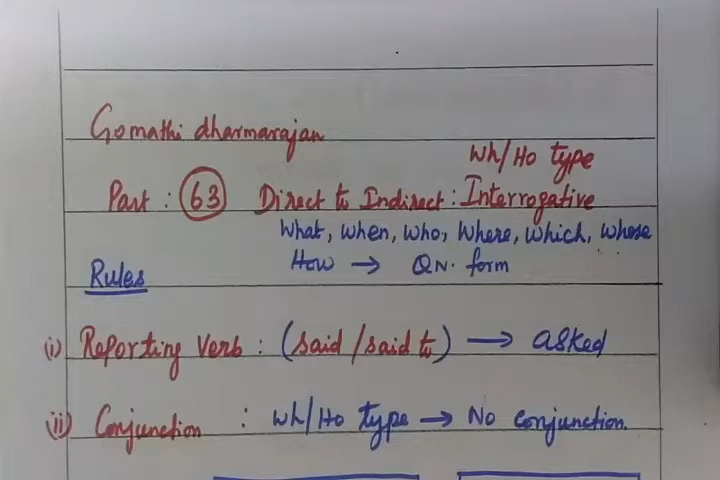 Gomathi dharmarajan
Wh/Ho type
Part : 63 Direct to Indirect : Interrogative
What, When, Who, Where, Which, Whose
How → QN. form
Rules
(i) Reporting Verb : (said/said to) → asked
(ii) Conjunction : Wh/Ho type → No conjunction.